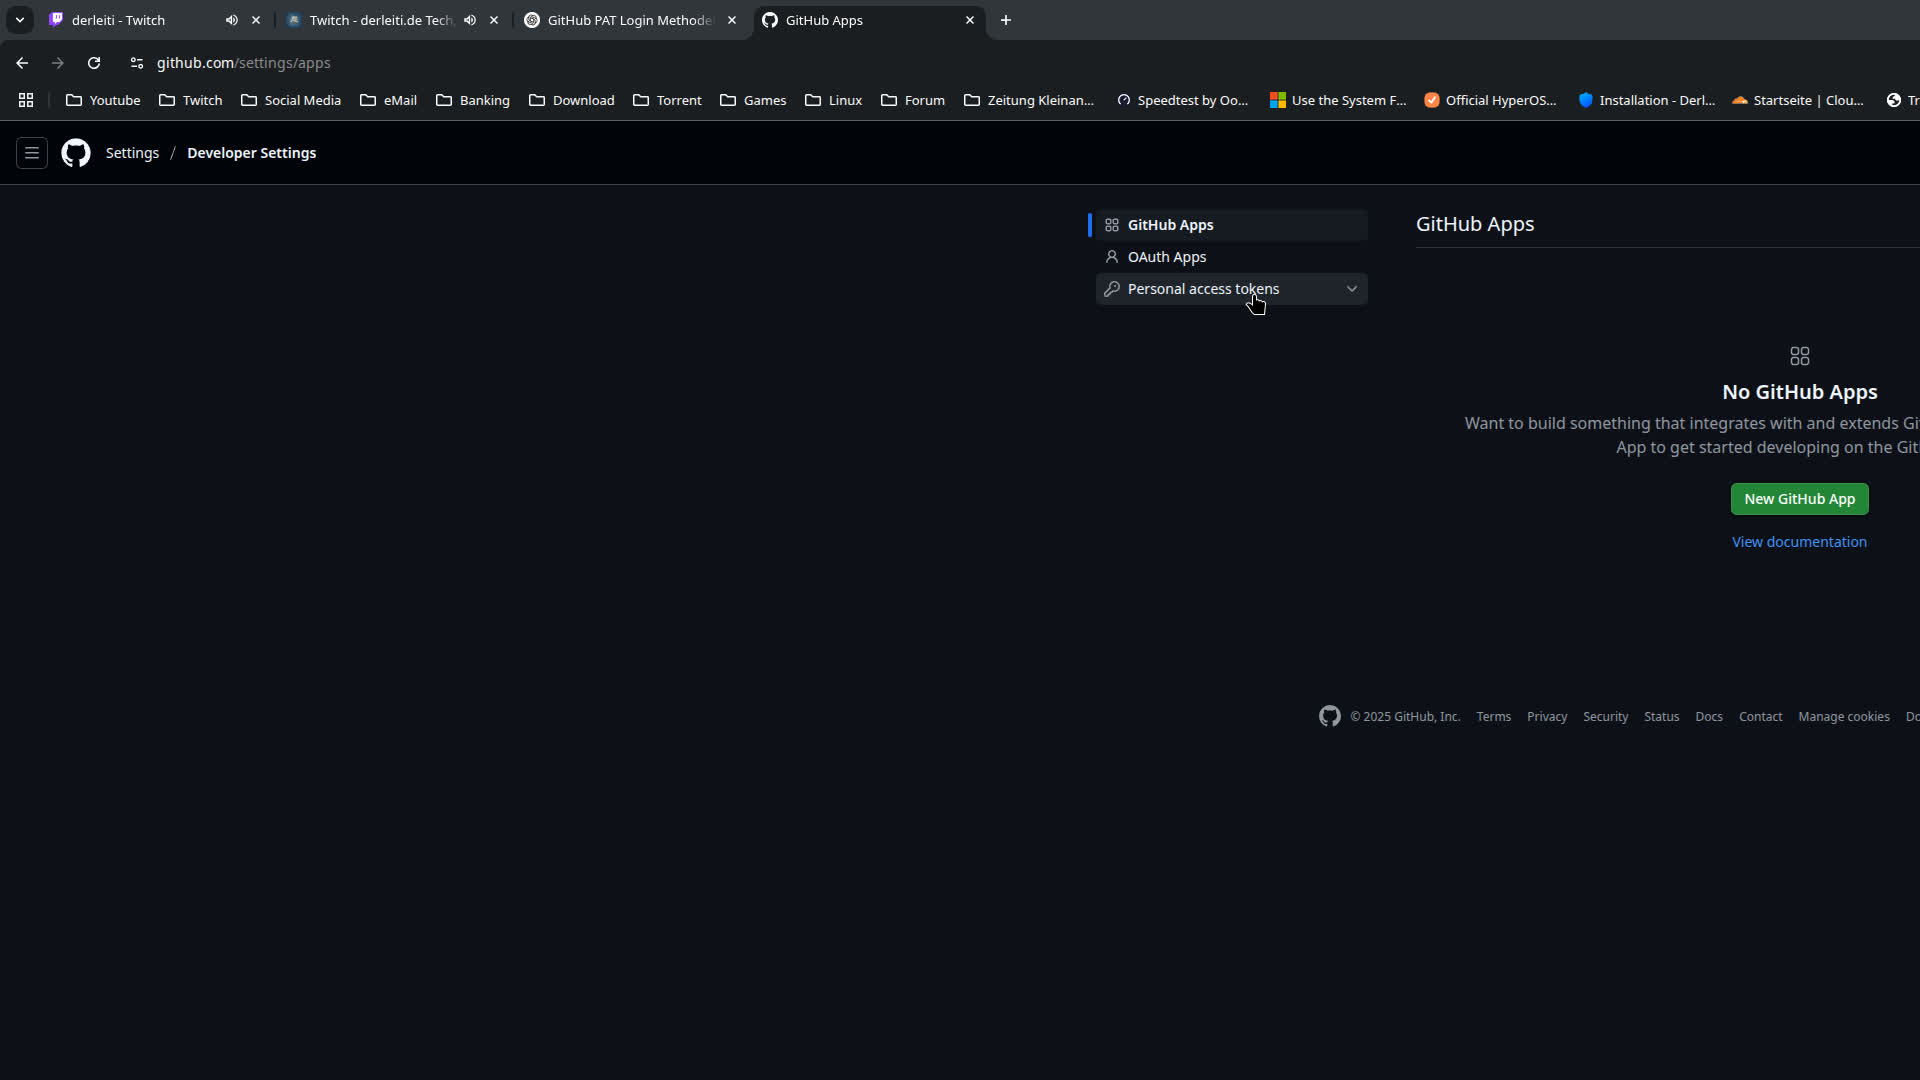 derleiti - Twitch
Twitch - derleiti.de Tech
GitHub PAT Login Methode
GitHub Apps
github.com/settings/apps
Youtube
Twitch
Social Media
eMail
Banking
Download
Torrent
Games
Linux
Forum
Zeitung Kleinan...
Speedtest by Oo...
Use the System F...
Official HyperOS...
Installation - Derl...
Startseite | Clou...
Tr
Settings / Developer Settings
GitHub Apps
OAuth Apps
Personal access tokens
GitHub Apps
No GitHub Apps
Want to build something that integrates with and extends Gi
App to get started developing on the Git
New GitHub App
View documentation
© 2025 GitHub, Inc. Terms Privacy Security Status Docs Contact Manage cookies Do